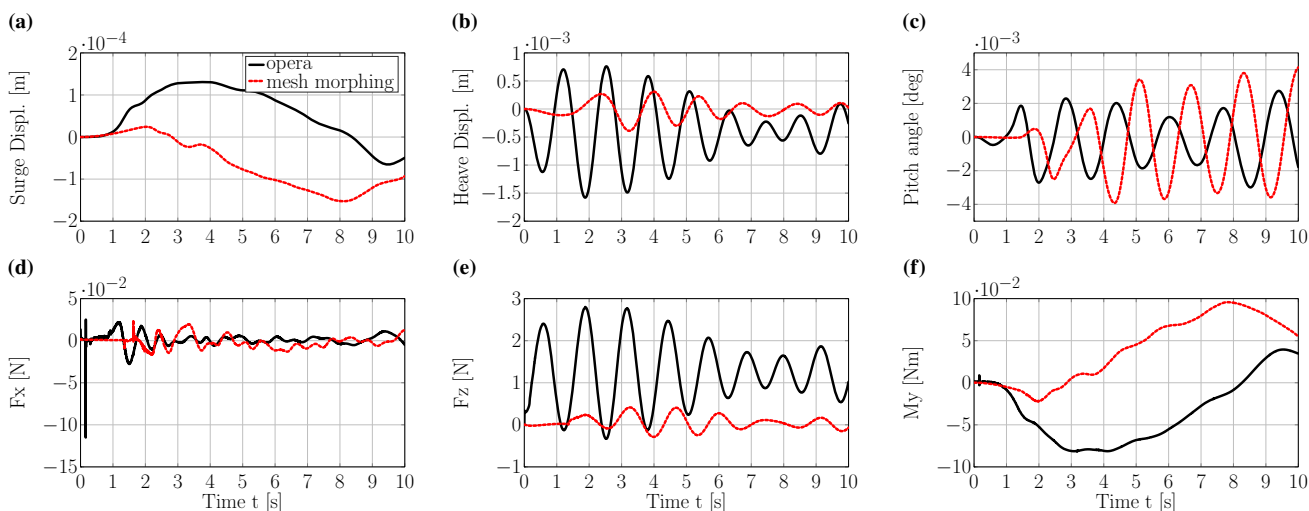 (a)
·10−4
2
1
0
−1
−2
Surge Displ. [m]
opera
mesh morphing
0 1 2 3 4 5 6 7 8 9 10
(b)
·10−3
1
0.5
0
−0.5
−1
−1.5
−2
Heave Displ. [m]
0 1 2 3 4 5 6 7 8 9 10
(c)
·10−3
4
2
0
−2
−4
Pitch angle [deg]
0 1 2 3 4 5 6 7 8 9 10
(d)
·10−2
5
0
−5
−10
−15
Fx [N]
0 1 2 3 4 5 6 7 8 9 10
Time t [s]
(e)
3
2
1
0
−1
Fz [N]
0 1 2 3 4 5 6 7 8 9 10
Time t [s]
(f)
·10−2
10
5
0
−5
−10
My [Nm]
0 1 2 3 4 5 6 7 8 9 10
Time t [s]